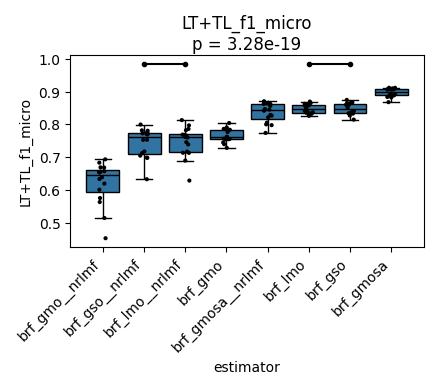 LT+TL_f1_micro
p = 3.28e-19
LT+TL_f1_micro
1.0
0.9
0.8
0.7
0.6
0.5
brf_gmo__nrlmf
brf_gso__nrlmf
brf_lmo__nrlmf
brf_gmo
brf_gmosa__nrlmf
brf_lmo
brf_gso
brf_gmosa
estimator